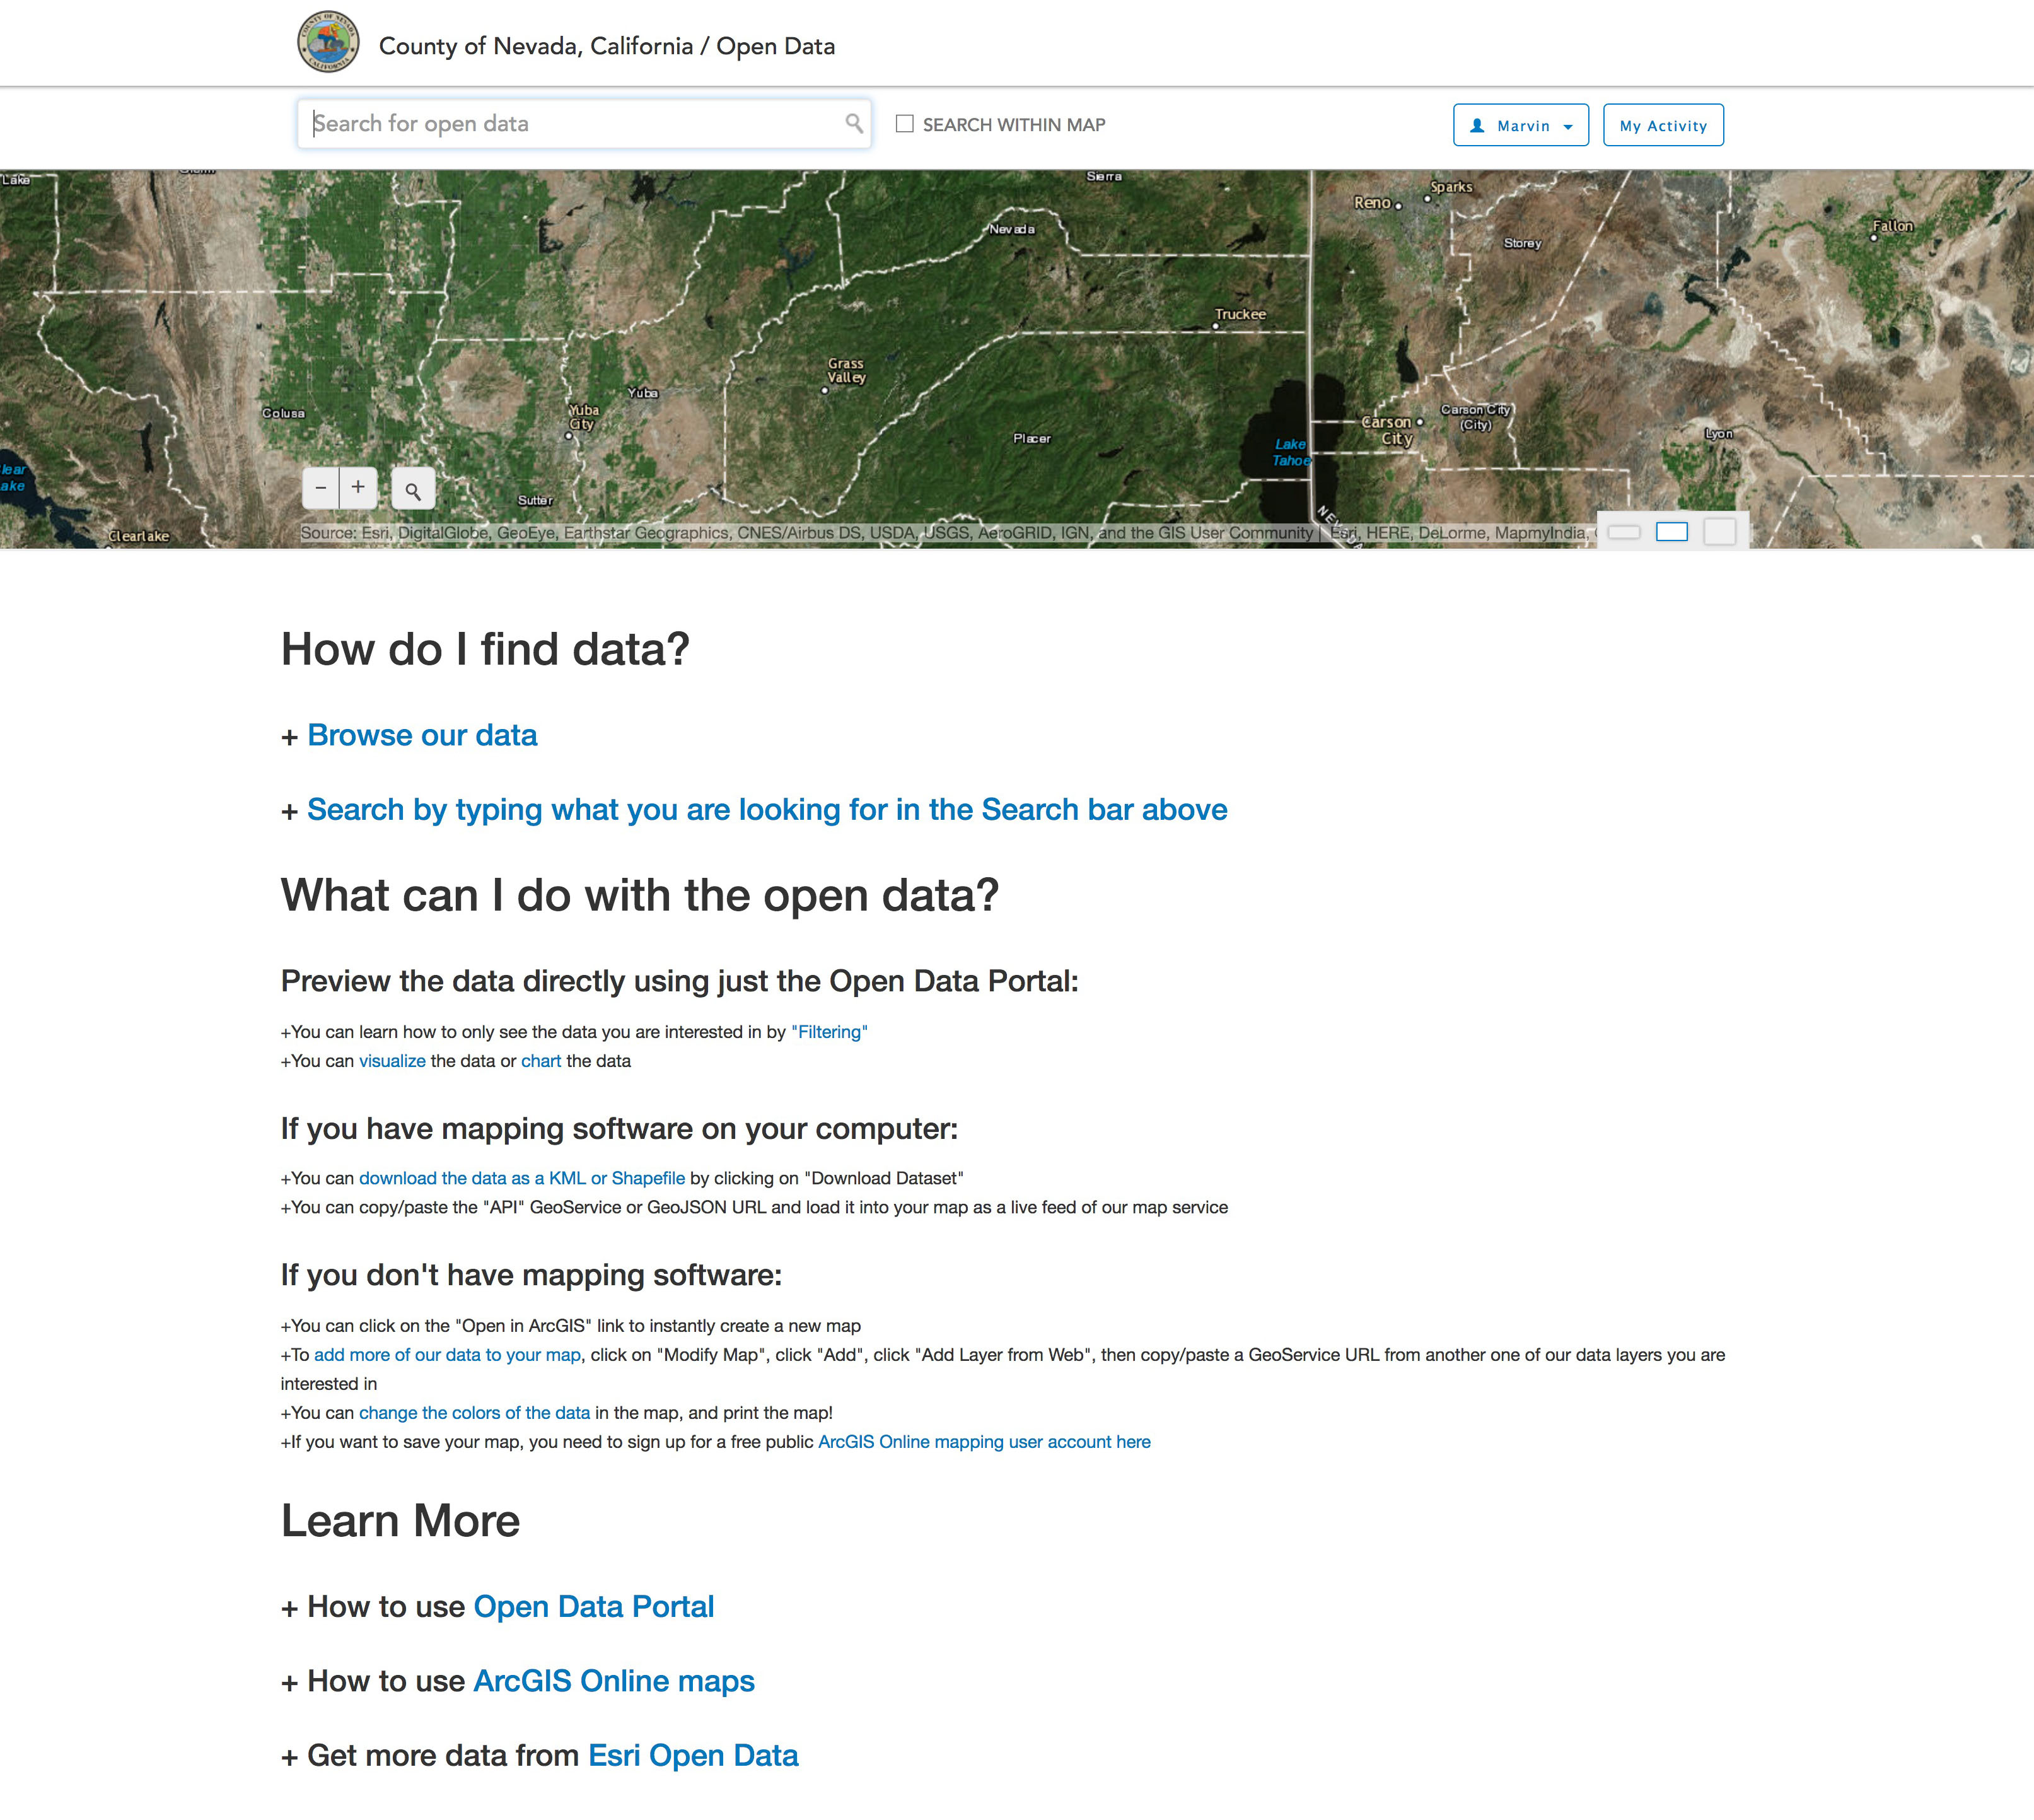 COUNTY OF NEVADA
CALIFORNIA
County of Nevada, California / Open Data
Search for open data
SEARCH WITHIN MAP
Marvin
My Activity
Lake
Sierra
Sparks
Reno
Nevada
Fallon
Storey
Truckee
Grass
Valley
Yuba
Colusa
Yuba
City
Carson City
(City)
Carson
City
Placer
Lyon
Lake
Tahoe
lear
ake
Sutter
NEVADA
Clearlake
Source: Esri, DigitalGlobe, GeoEye, Earthstar Geographics, CNES/Airbus DS, USDA, USGS, AeroGRID, IGN, and the GIS User Community | Esri, HERE, DeLorme, MapmyIndia,
How do I find data?
+ Browse our data
+ Search by typing what you are looking for in the Search bar above
What can I do with the open data?
Preview the data directly using just the Open Data Portal:
+You can learn how to only see the data you are interested in by "Filtering"
+You can visualize the data or chart the data
If you have mapping software on your computer:
+You can download the data as a KML or Shapefile by clicking on "Download Dataset"
+You can copy/paste the "API" GeoService or GeoJSON URL and load it into your map as a live feed of our map service
If you don't have mapping software:
+You can click on the "Open in ArcGIS" link to instantly create a new map
+To add more of our data to your map, click on "Modify Map", click "Add", click "Add Layer from Web", then copy/paste a GeoService URL from another one of our data layers you are
interested in
+You can change the colors of the data in the map, and print the map!
+If you want to save your map, you need to sign up for a free public ArcGIS Online mapping user account here
Learn More
+ How to use Open Data Portal
+ How to use ArcGIS Online maps
+ Get more data from Esri Open Data